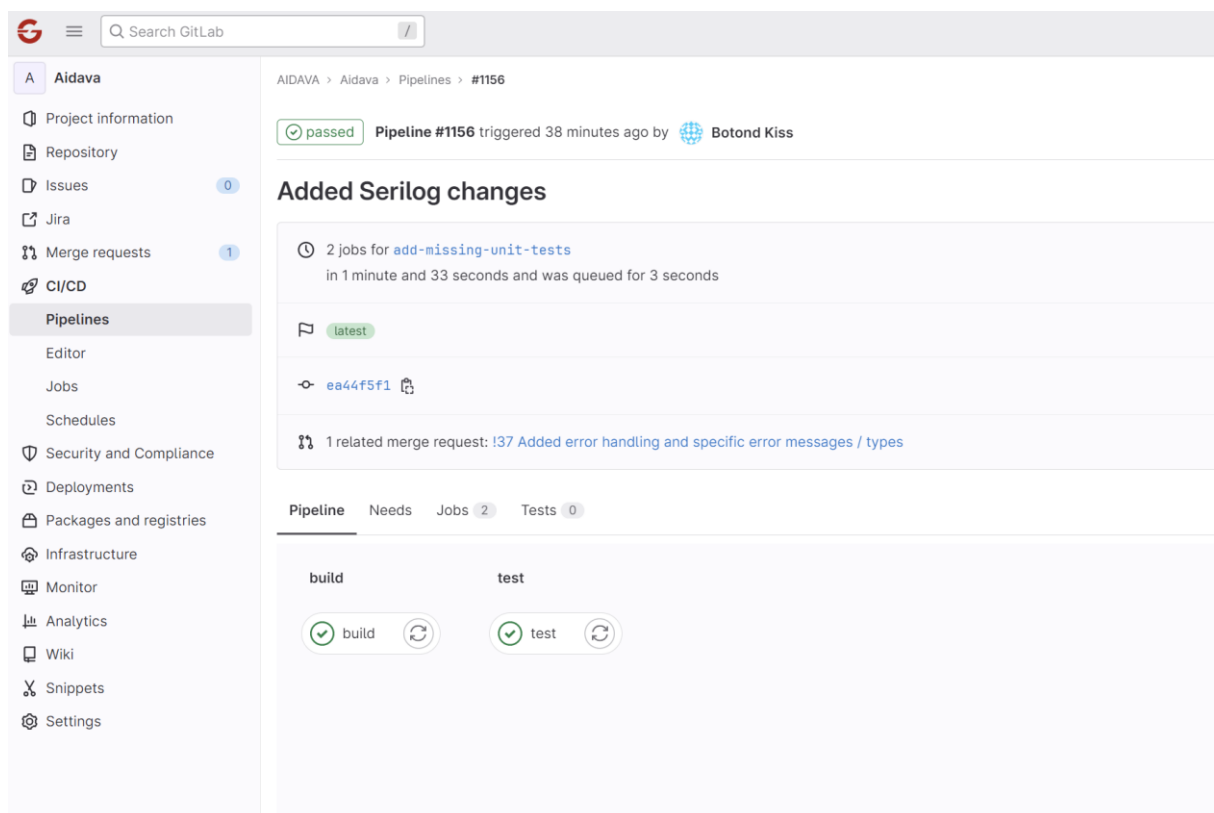 Search GitLab /
A Aidava
Project information
Repository
Issues 0
Jira
Merge requests 1
CI/CD
Pipelines
Editor
Jobs
Schedules
Security and Compliance
Deployments
Packages and registries
Infrastructure
Monitor
Analytics
Wiki
Snippets
Settings
AIDAVA > Aidava > Pipelines > #1156
passed Pipeline #1156 triggered 38 minutes ago by Botond Kiss
Added Serilog changes
2 jobs for add-missing-unit-tests
in 1 minute and 33 seconds and was queued for 3 seconds
latest
ea44f5f1
1 related merge request: !37 Added error handling and specific error messages / types
Pipeline Needs Jobs 2 Tests 0
build test
build test